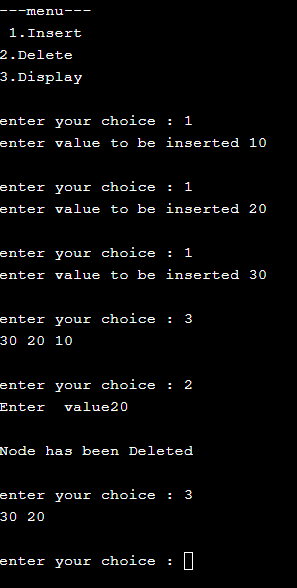 ---menu---
 1.Insert
2.Delete
3.Display
enter your choice : 1
enter value to be inserted 10
enter your choice : 1
enter value to be inserted 20
enter your choice : 1
enter value to be inserted 30
enter your choice : 3
30 20 10
enter your choice : 2
Enter  value20
Node has been Deleted
enter your choice : 3
30 20
enter your choice :